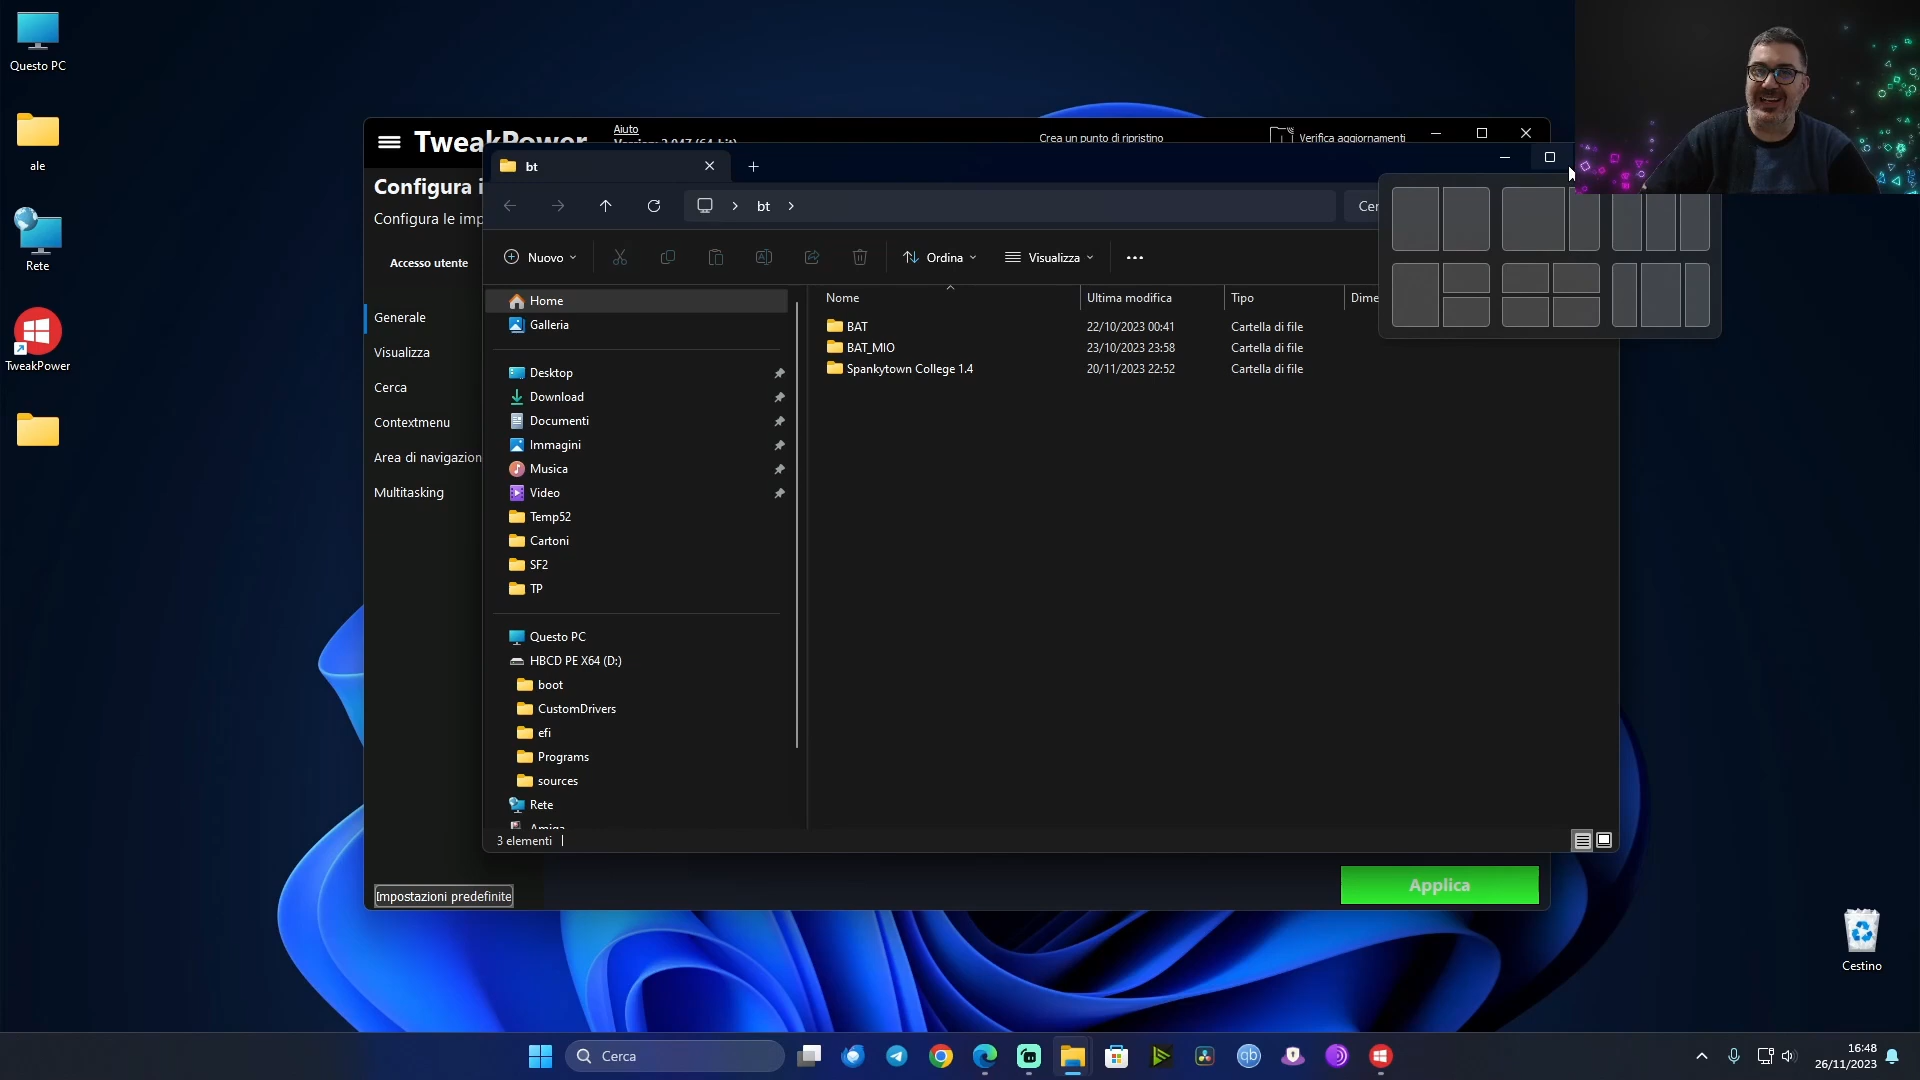 Questo PC
ale
Rete
TweakPower
TweakPower
Aiuto
Crea un punto di ripristino
Verifica aggiornamenti
Configura i
Configura le imp
Accesso utente
Generale
Visualizza
Cerca
Contextmenu
Area di navigazion
Multitasking
Impostazioni predefinite
Applica
bt
bt
Cer
Nuovo
Ordina
Visualizza
Home
Galleria
Desktop
Download
Documenti
Immagini
Musica
Video
Temp52
Cartoni
SF2
TP
Questo PC
HBCD PE X64 (D:)
boot
CustomDrivers
efi
Programs
sources
Rete
Nome Ultima modifica Tipo Dime
BAT 22/10/2023 00:41 Cartella di file
BAT_MIO 23/10/2023 23:58 Cartella di file
Spankytown College 1.4 20/11/2023 22:52 Cartella di file
3 elementi
Cestino
Cerca
qb
16:48
26/11/2023